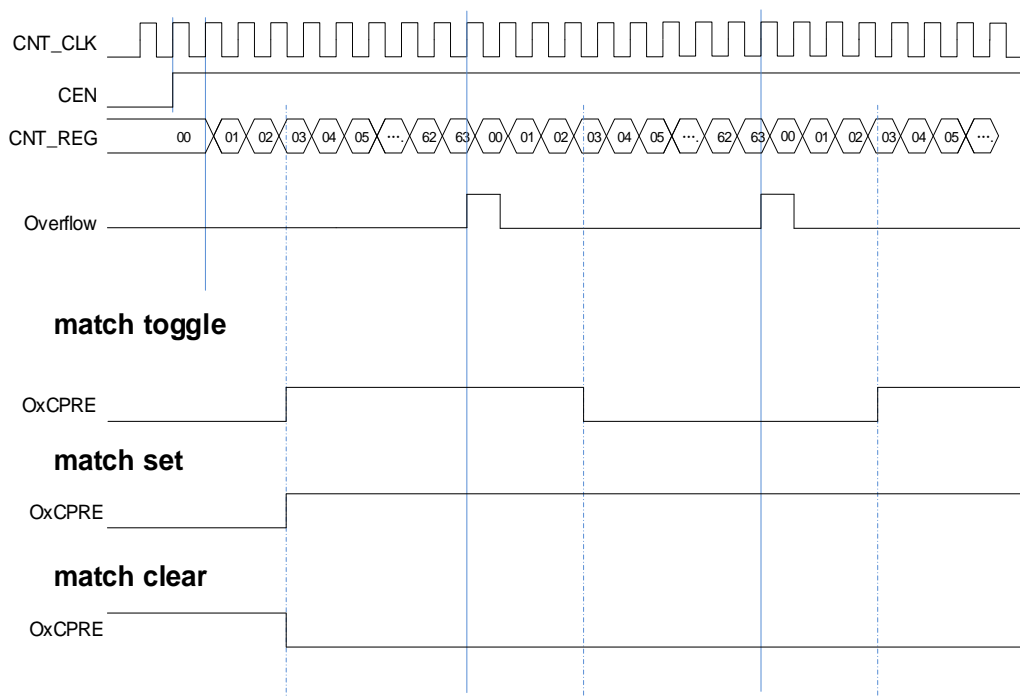 CNT_CLK
CEN
CNT_REG 00 01 02 03 04 05 ···. 62 63 00 01 02 03 04 05 ···. 62 63 00 01 02 03 04 05 ···.
Overflow
match toggle
OxCPRE
match set
OxCPRE
match clear
OxCPRE